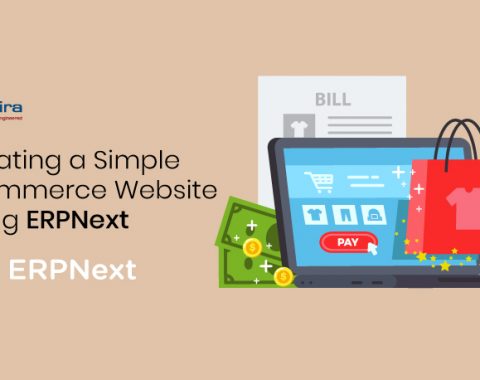 ira
engineered
BILL
ating a Simple
mmerce Website
g ERPNext
ERPNext
PAY